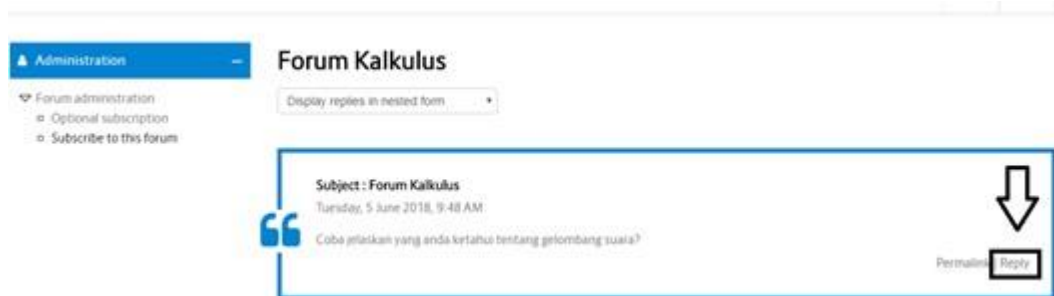 Administration
Forum administration
Optional subscription
Subscribe to this forum
Forum Kalkulus
Display replies in nested form
Subject : Forum Kalkulus
Tuesday, 5 June 2018, 9:48 AM
Coba jelaskan yang anda ketahui tentang gelombang suara?
Permalink Reply